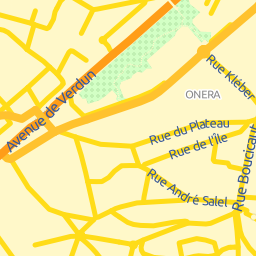 Avenue de Verdun
Rue Kléber
ONERA
Rue du Plateau
Rue de l'Île
Rue André Salel
Rue Boucicaut